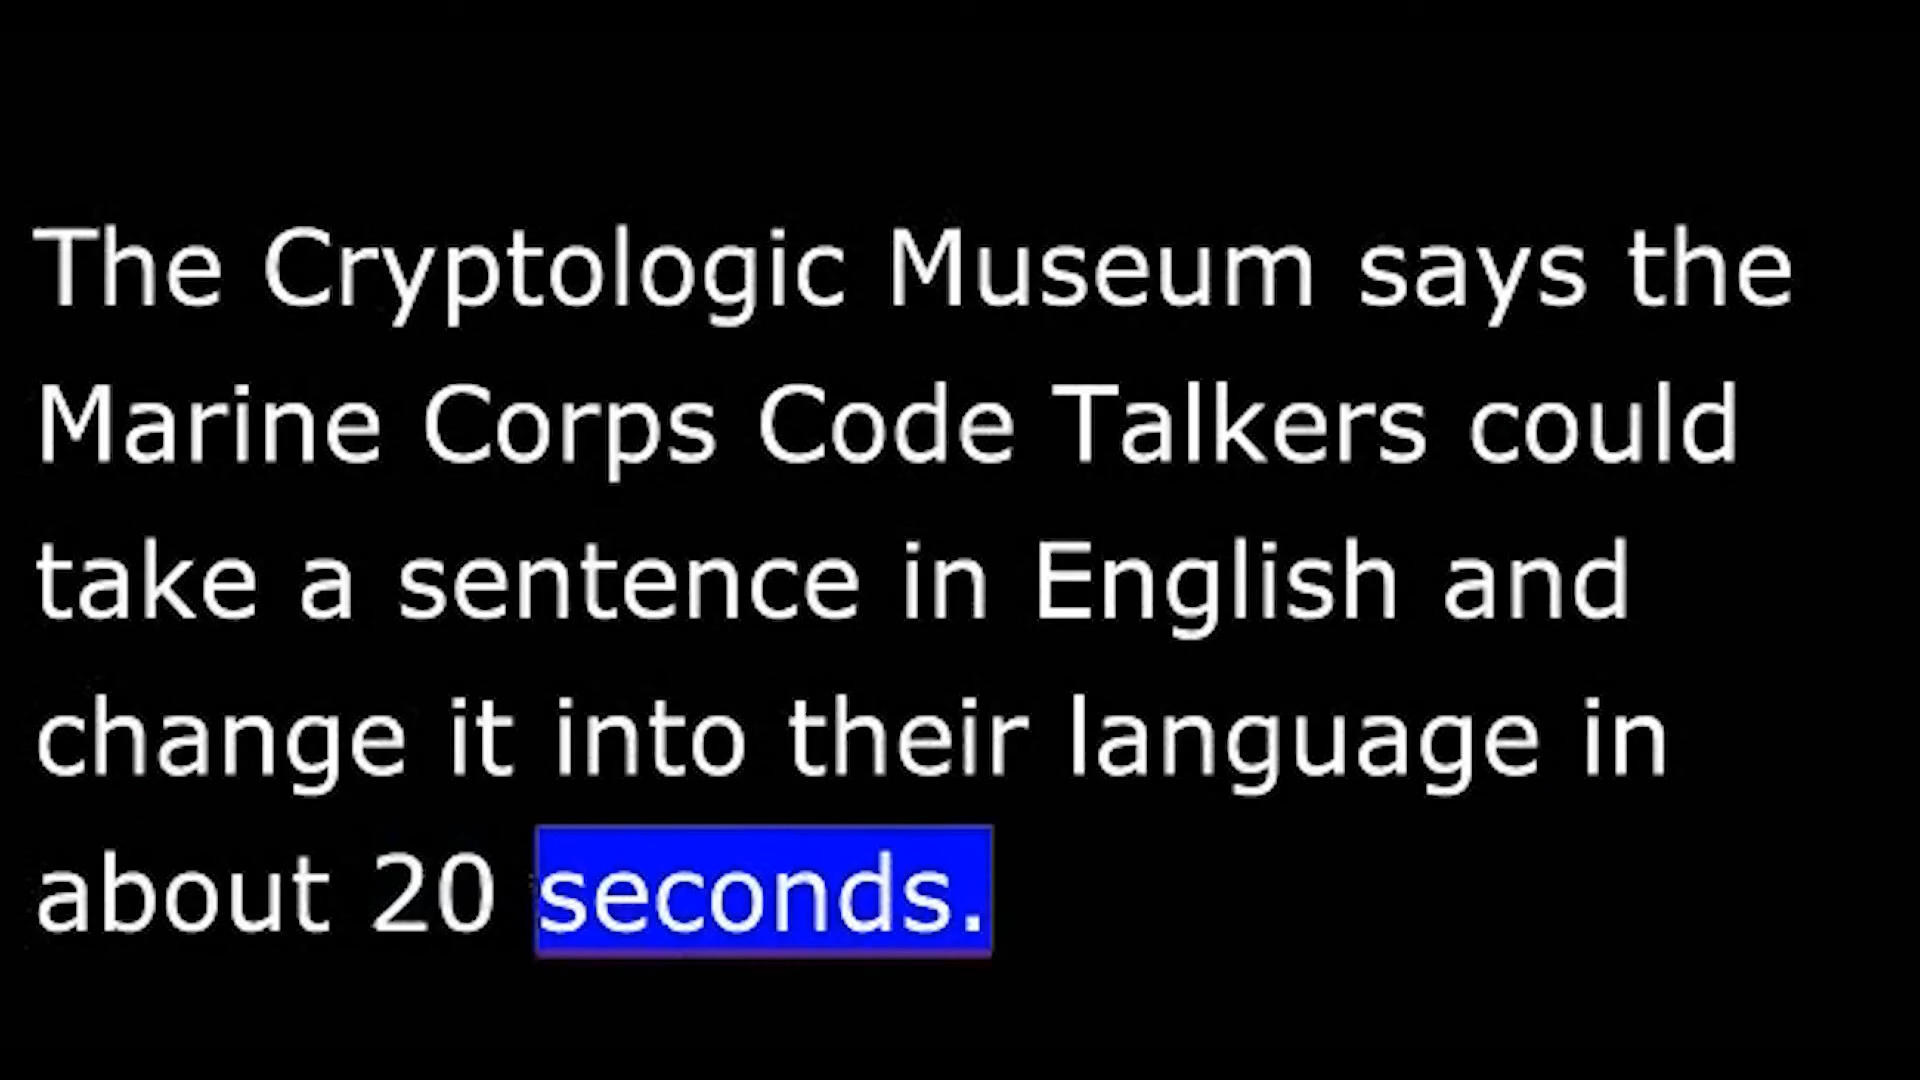 The Cryptologic Museum says the
Marine Corps Code Talkers could
take a sentence in English and
change it into their language in
about 20 seconds.